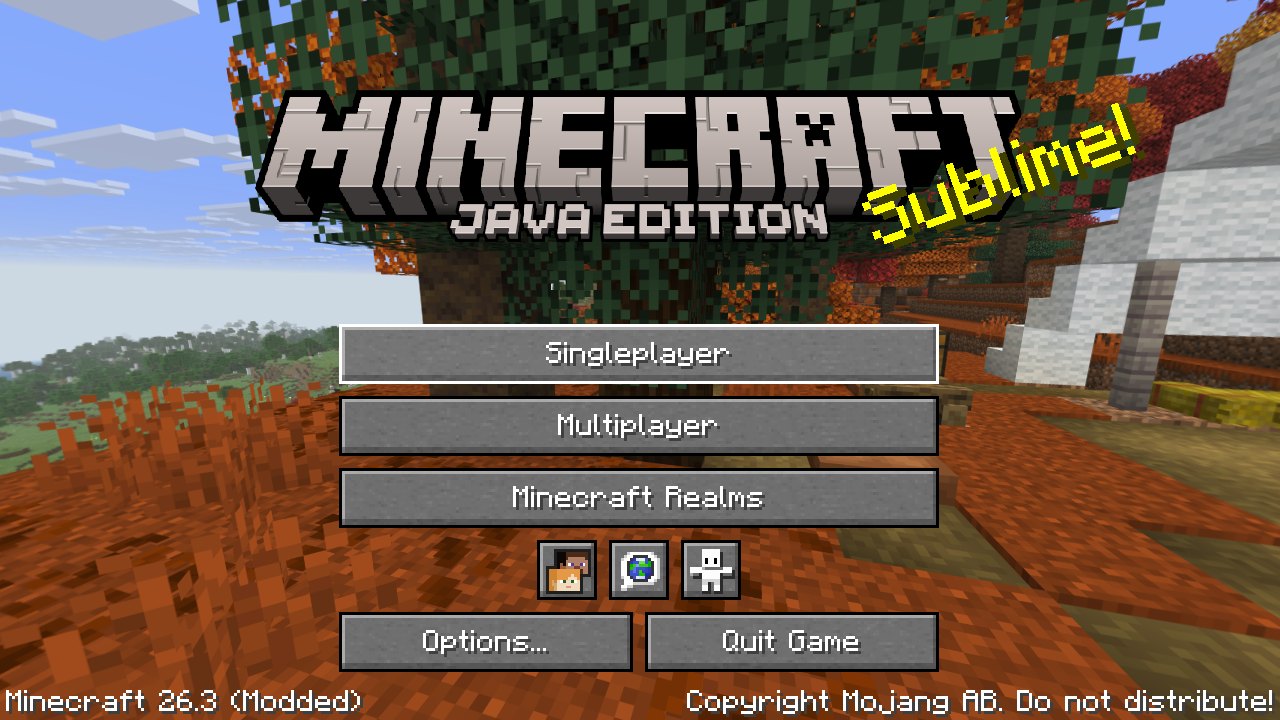 MINECRAFT
JAVA EDITION
Sublime!
Singleplayer
Multiplayer
Minecraft Realms
Options...
Quit Game
Minecraft 26.3 (Modded)
Copyright Mojang AB. Do not distribute!